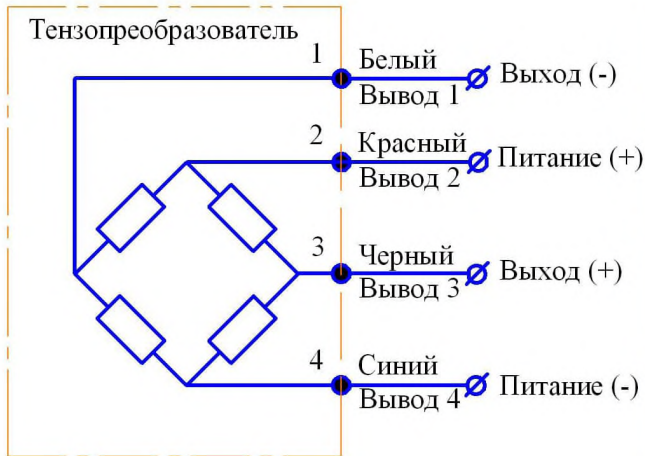 Тензопреобразователь
1 Белый
Вывод 1 Выход (-)
2 Красный
Вывод 2 Питание (+)
3 Черный
Вывод 3 Выход (+)
4 Синий
Вывод 4 Питание (-)